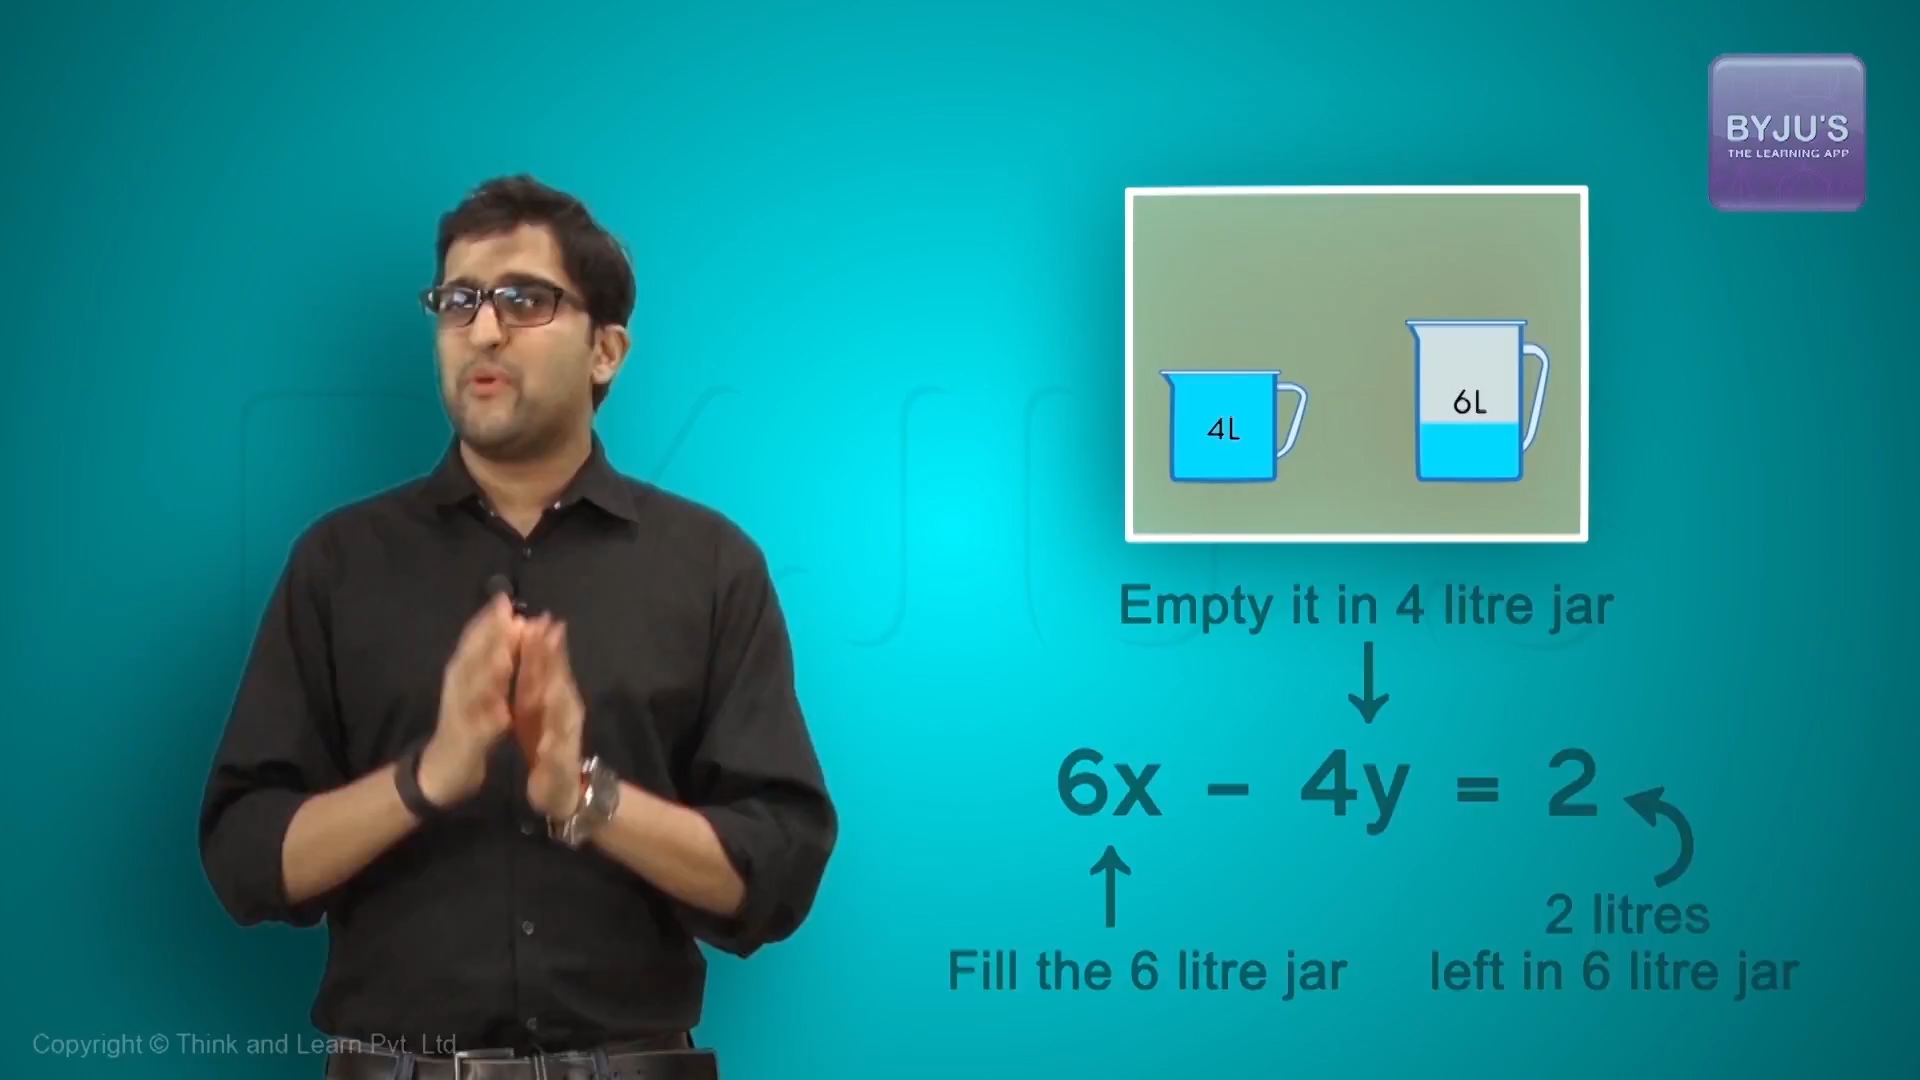 BYJU'S
THE LEARNING APP
4L
6L
Empty it in 4 litre jar
↓
6x - 4y = 2
↑
2 litres
Fill the 6 litre jar
left in 6 litre jar
Copyright © Think and Learn Pvt. Ltd.